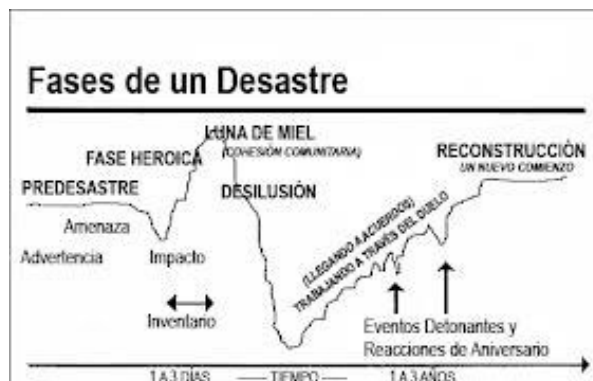 Fases de un Desastre
LUNA DE MIEL
(COHESIÓN COMUNITARIA)
FASE HEROICA
RECONSTRUCCIÓN
UN NUEVO COMIENZO
PREDESASTRE
DESILUSIÓN
Amenaza
Advertencia
Impacto
(LLEGANDO A ACUERDOS)
TRABAJANDO A TRAVÉS DEL DUELO
Inventario
Eventos Detonantes y
Reacciones de Aniversario
1 A 3 DÍAS
TIEMPO
1 A 3 AÑOS